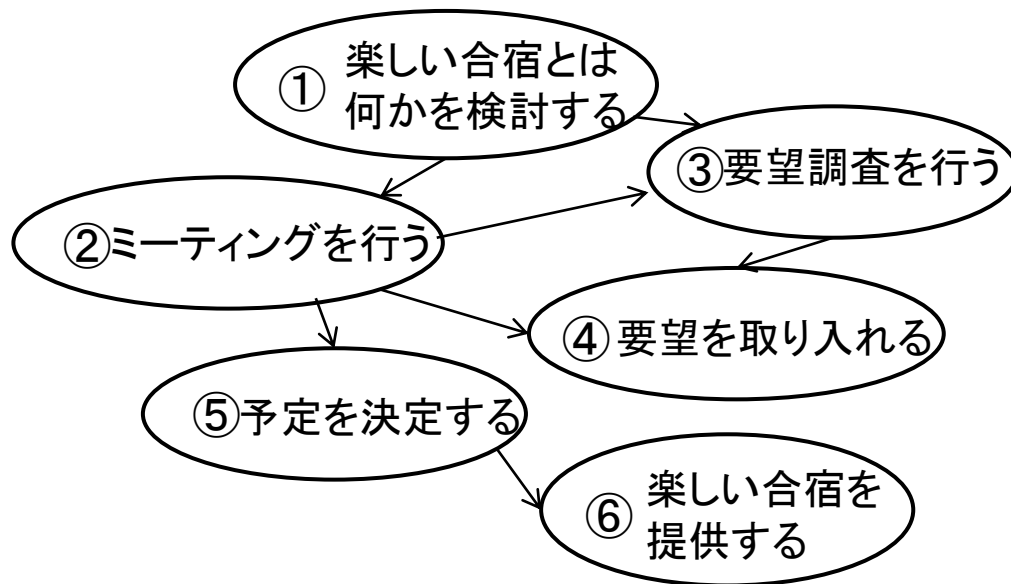 ① 楽しい合宿とは
何かを検討する
③要望調査を行う
②ミーティングを行う
④要望を取り入れる
⑤予定を決定する
⑥ 楽しい合宿を
提供する